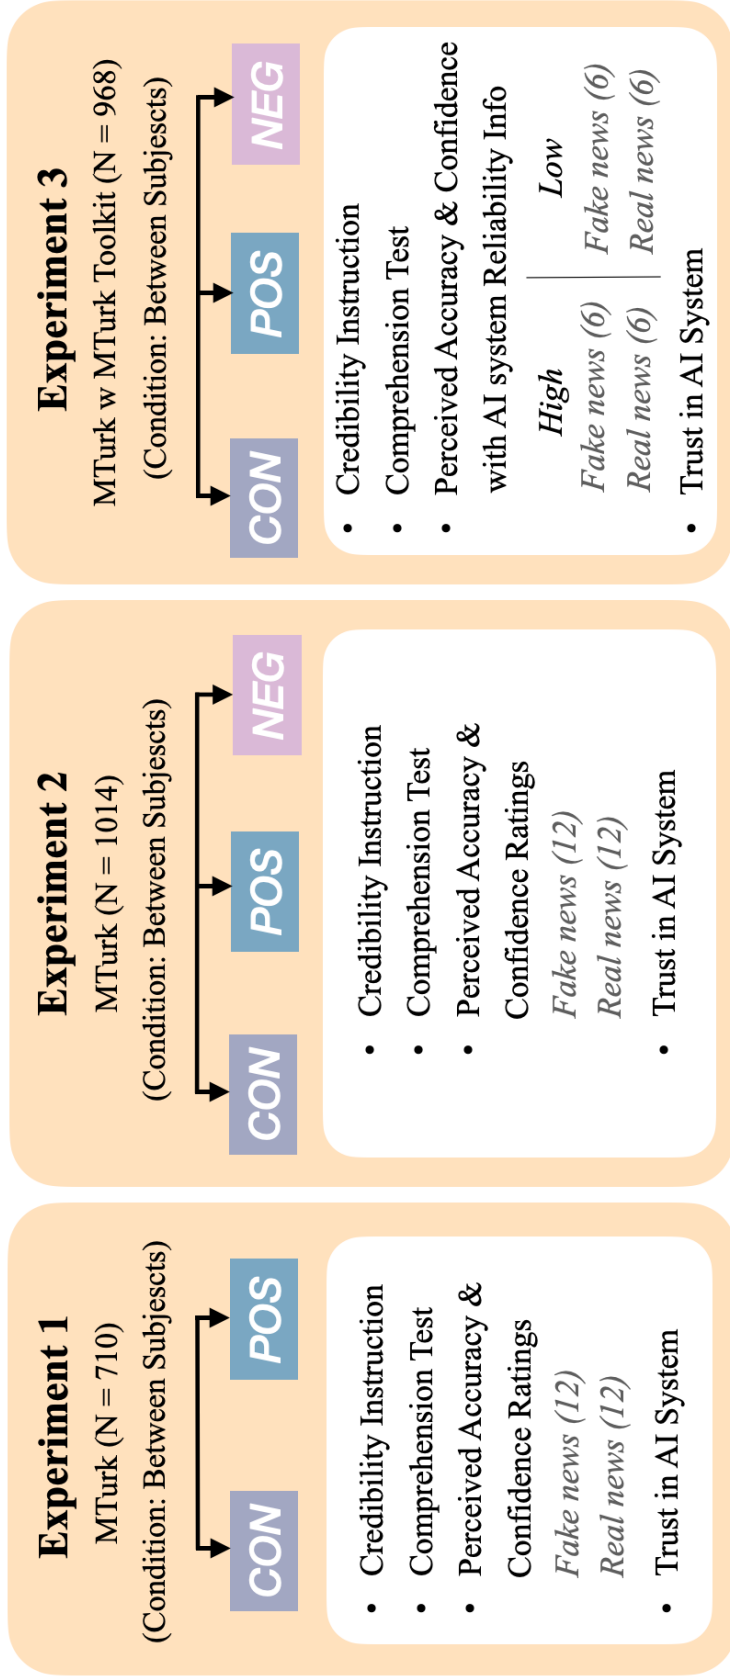 Experiment 1
MTurk (N = 710)
(Condition: Between Subjescts)
CON
POS
• Credibility Instruction
• Comprehension Test
• Perceived Accuracy &
Confidence Ratings
Fake news (12)
Real news (12)
• Trust in AI System
Experiment 2
MTurk (N = 1014)
(Condition: Between Subjescts)
CON
POS
NEG
• Credibility Instruction
• Comprehension Test
• Perceived Accuracy &
Confidence Ratings
Fake news (12)
Real news (12)
• Trust in AI System
Experiment 3
MTurk w MTurk Toolkit (N = 968)
(Condition: Between Subjescts)
CON
POS
NEG
• Credibility Instruction
• Comprehension Test
• Perceived Accuracy & Confidence
with AI system Reliability Info
High Low
Fake news (6) Fake news (6)
Real news (6) Real news (6)
• Trust in AI System